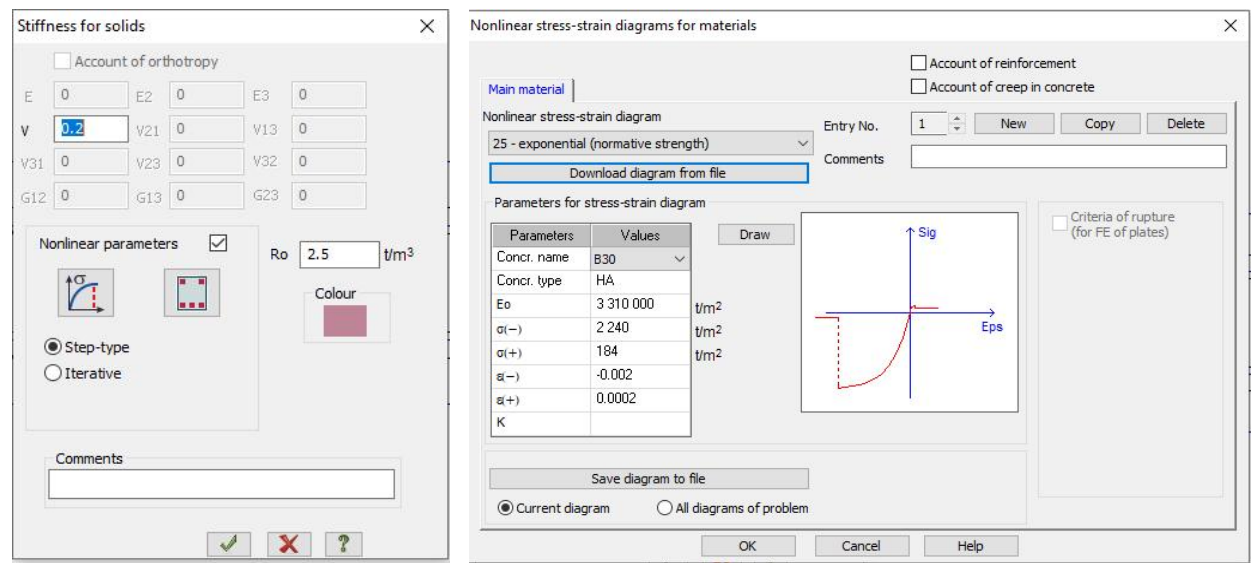 Stiffness for solids
Account of orthotropy
E 0 E2 0 E3 0
V 0.2 V21 0 V13 0
V31 0 V23 0 V32 0
G12 0 G13 0 G23 0
Nonlinear parameters
Ro 2.5 t/m3
σ
Colour
Step-type
Iterative
Comments
?
Nonlinear stress-strain diagrams for materials
Account of reinforcement
Account of creep in concrete
Main material
Nonlinear stress-strain diagram
Entry No. 1 New Copy Delete
25 - exponential (normative strength)
Comments
Download diagram from file
Parameters for stress-strain diagram
Criteria of rupture
(for FE of plates)
Parameters Values Draw
Sig
Concr. name B30
Concr. type HA
Eo 3 310 000 t/m2
σ(−) 2 240 t/m2
Eps
σ(+) 184 t/m2
ε(−) -0.002
ε(+) 0.0002
K
Save diagram to file
Current diagram All diagrams of problem
OK Cancel Help